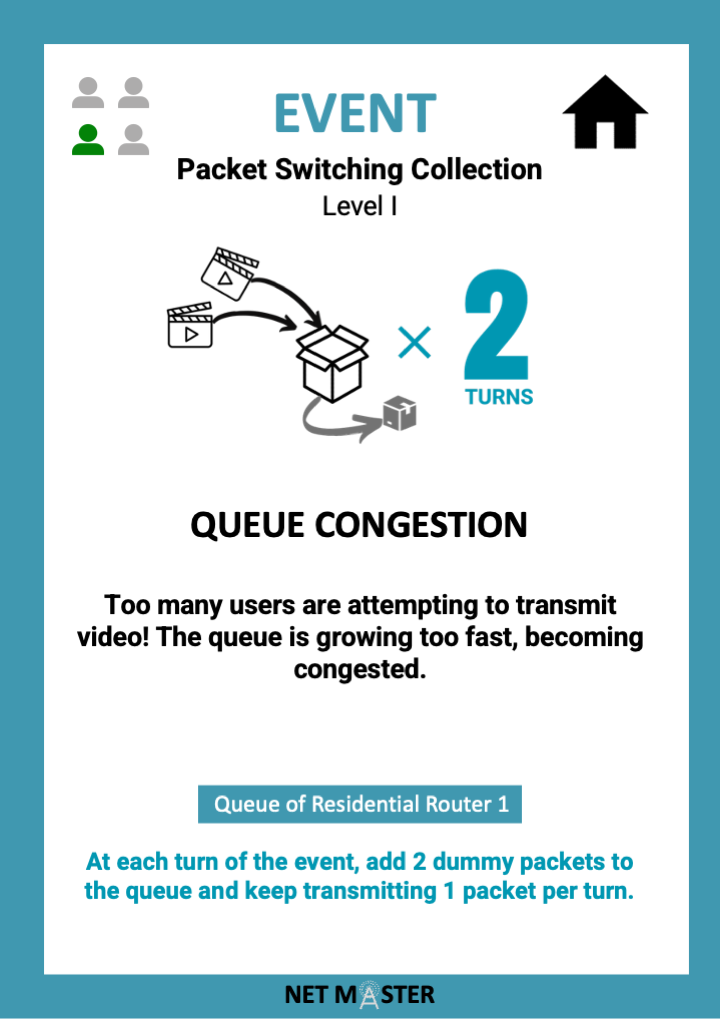 EVENT
Packet Switching Collection
Level I
× 2
TURNS
QUEUE CONGESTION
Too many users are attempting to transmit
video! The queue is growing too fast, becoming
congested.
Queue of Residential Router 1
At each turn of the event, add 2 dummy packets to
the queue and keep transmitting 1 packet per turn.
NET MASTER